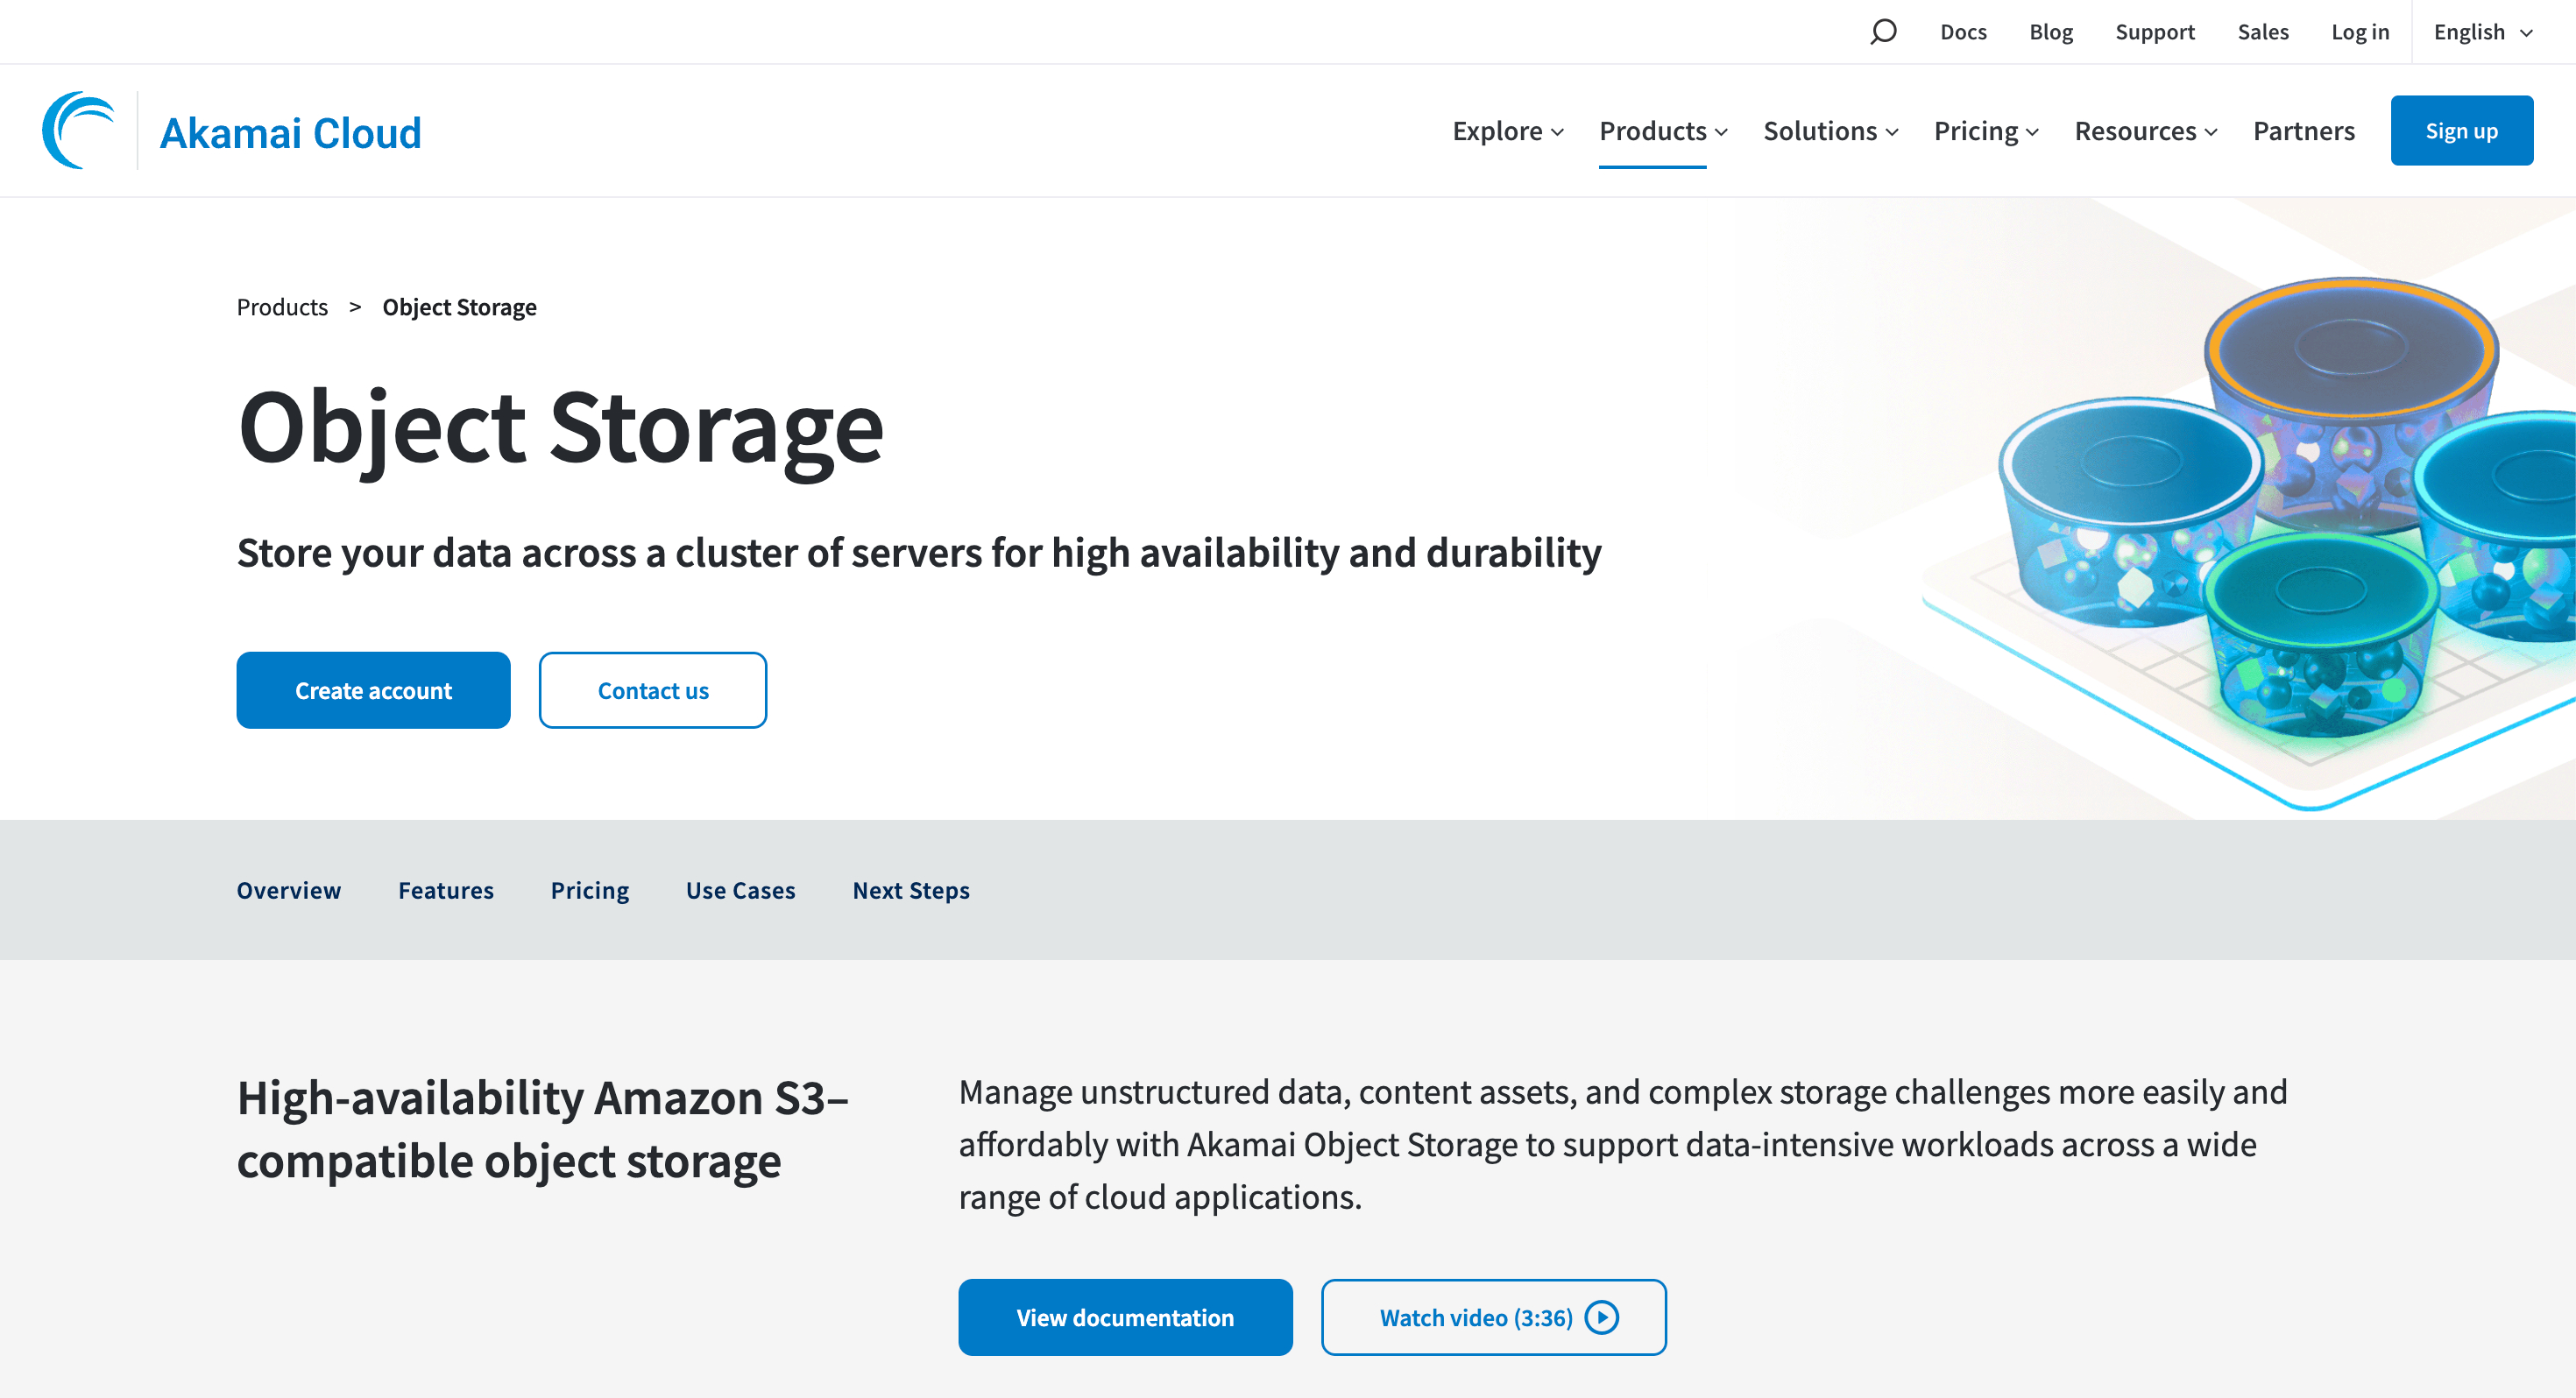 Docs Blog Support Sales Log in English
Akamai Cloud
Explore Products Solutions Pricing Resources Partners Sign up
Products > Object Storage
Object Storage
Store your data across a cluster of servers for high availability and durability
Create account Contact us
Overview Features Pricing Use Cases Next Steps
High-availability Amazon S3–
compatible object storage
Manage unstructured data, content assets, and complex storage challenges more easily and
affordably with Akamai Object Storage to support data-intensive workloads across a wide
range of cloud applications.
View documentation Watch video (3:36)